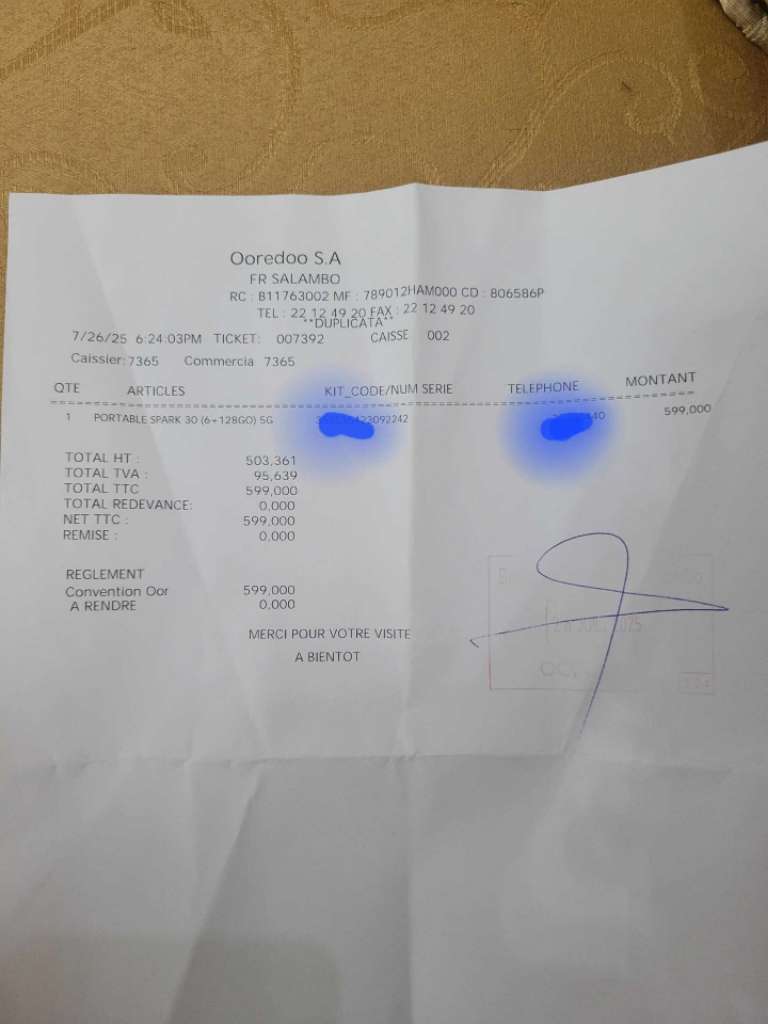 Ooredoo S.A
FR SALAMBO
RC : B11763002 MF : 789012HAM000 CD : 806586P
TEL : 22 12 49 20 FAX : 22 12 49 20
**DUPLICATA**
7/26/25 6:24:03PM TICKET: 007392 CAISSE 002
Caissier: 7365 Commercia 7365
QTE ARTICLES KIT_CODE/NUM SERIE TELEPHONE MONTANT
1 PORTABLE SPARK 30 (6+128GO) 5G 599,000
TOTAL HT : 503,361
TOTAL TVA : 95,639
TOTAL TTC 599,000
TOTAL REDEVANCE: 0,000
NET TTC : 599,000
REMISE : 0,000
REGLEMENT
Convention Oor 599,000
A RENDRE 0.000
MERCI POUR VOTRE VISITE
A BIENTOT